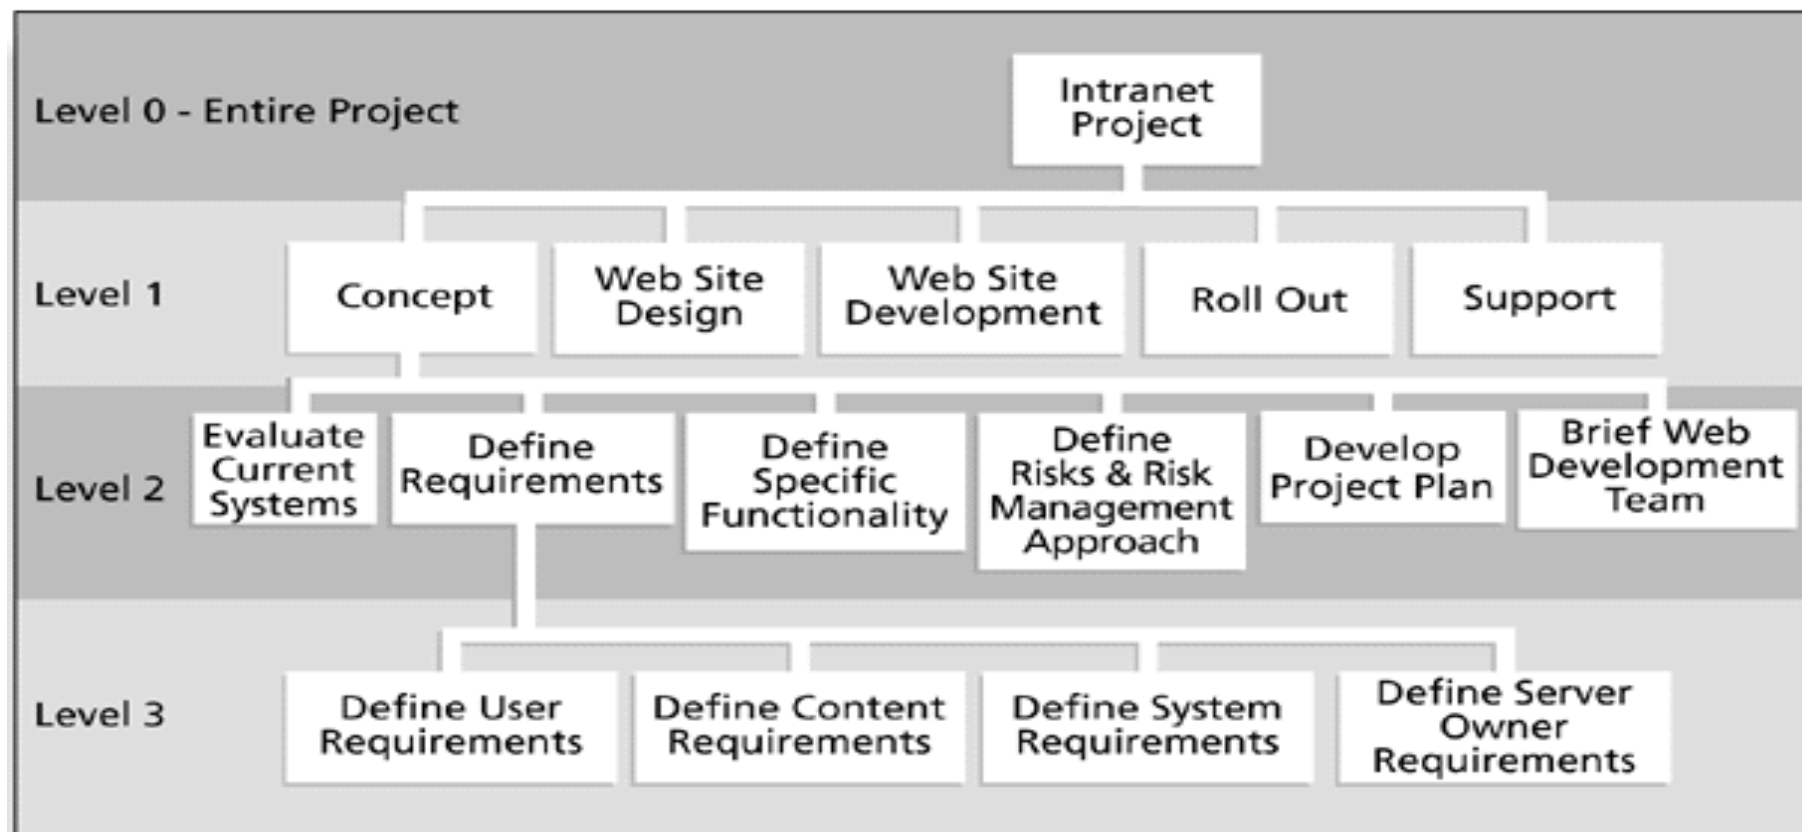 Level 0 - Entire Project
Intranet
Project
Level 1
Concept
Web Site
Design
Web Site
Development
Roll Out
Support
Level 2
Evaluate
Current
Systems
Define
Requirements
Define
Specific
Functionality
Define
Risks & Risk
Management
Approach
Develop
Project Plan
Brief Web
Development
Team
Level 3
Define User
Requirements
Define Content
Requirements
Define System
Requirements
Define Server
Owner
Requirements